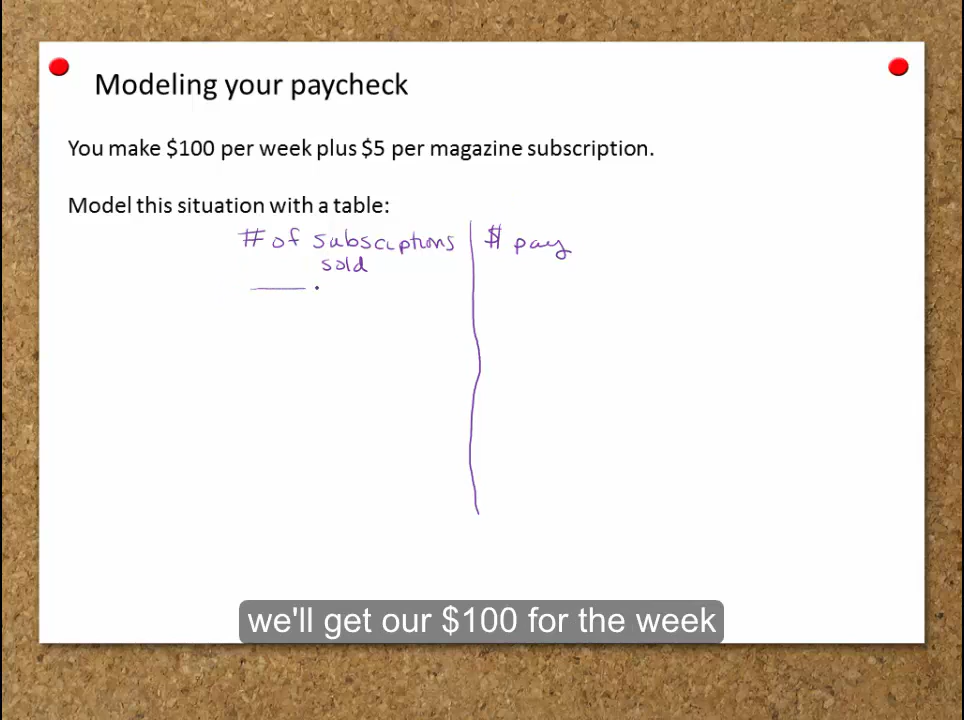 Modeling your paycheck
You make $100 per week plus $5 per magazine subscription.
Model this situation with a table:
# of subsciptions $ pay
sold
we'll get our $100 for the week